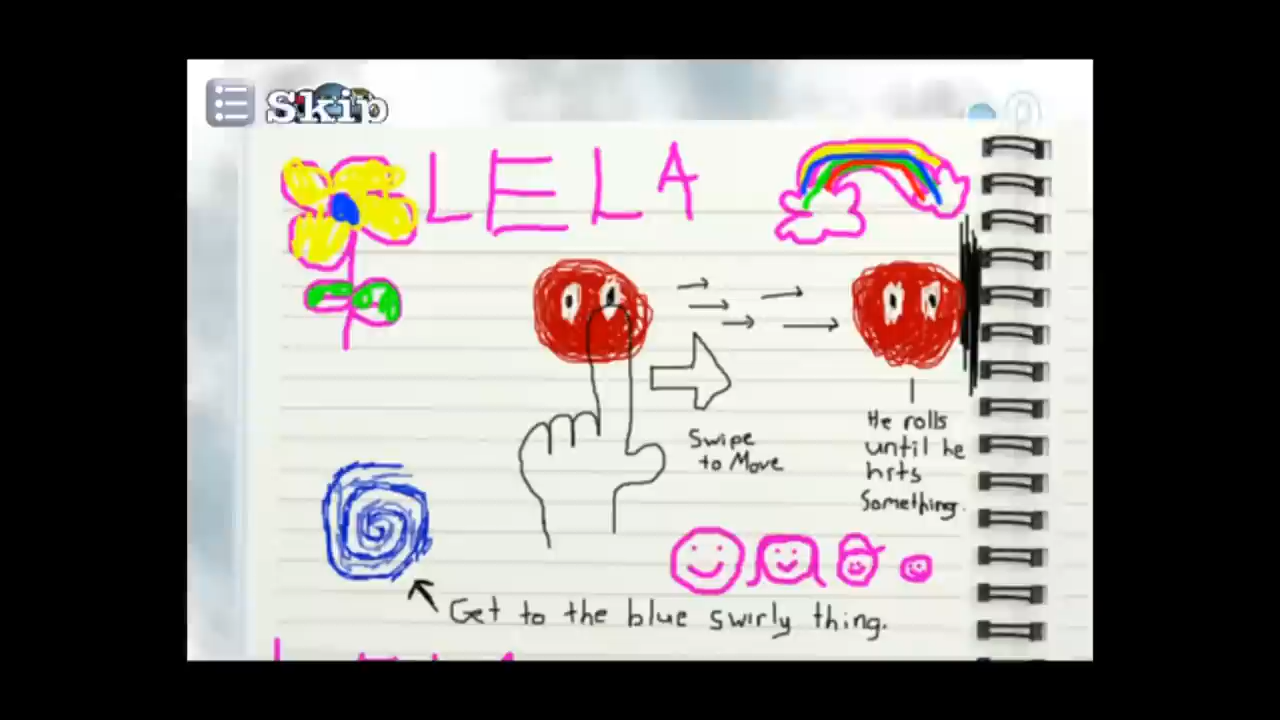 Skip
LELA
Swipe
to Move
He rolls
until he
hits
Something.
Get to the blue swirly thing.